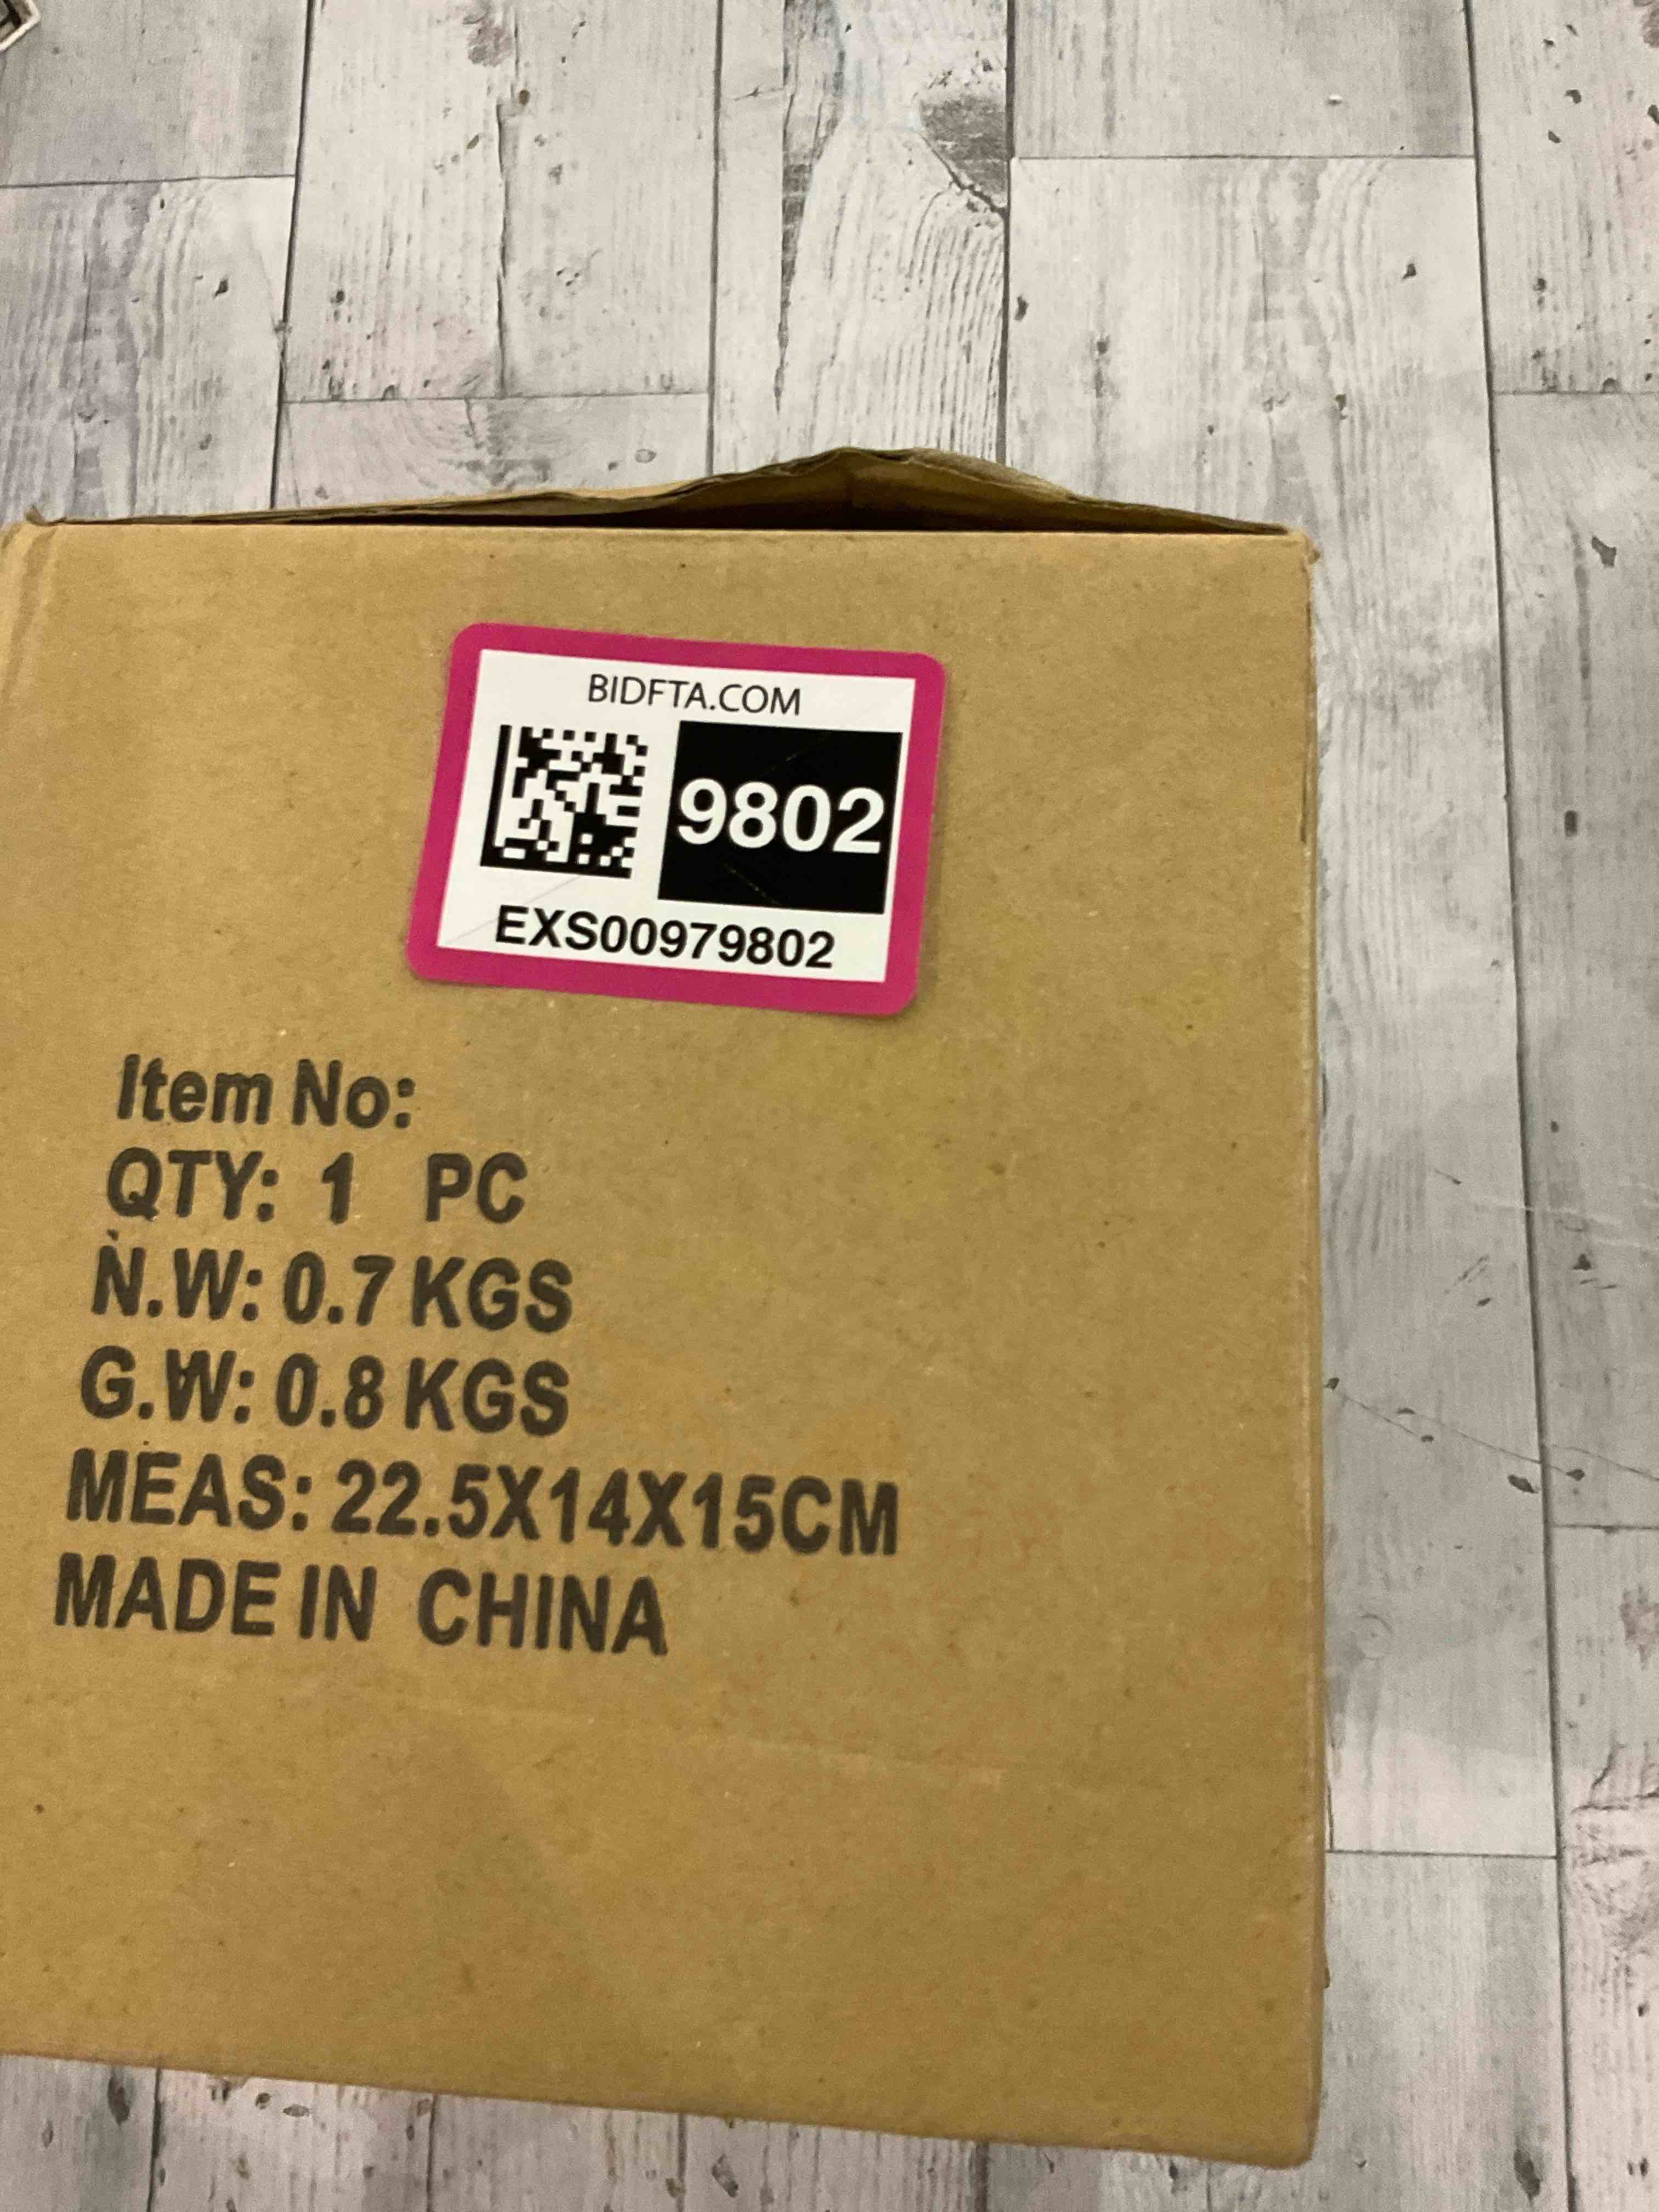 BIDFTA.COM
9802
EXS00979802
Item No:
QTY: 1 PC
N.W: 0.7 KGS
G.W: 0.8 KGS
MEAS: 22.5X14X15CM
MADE IN CHINA